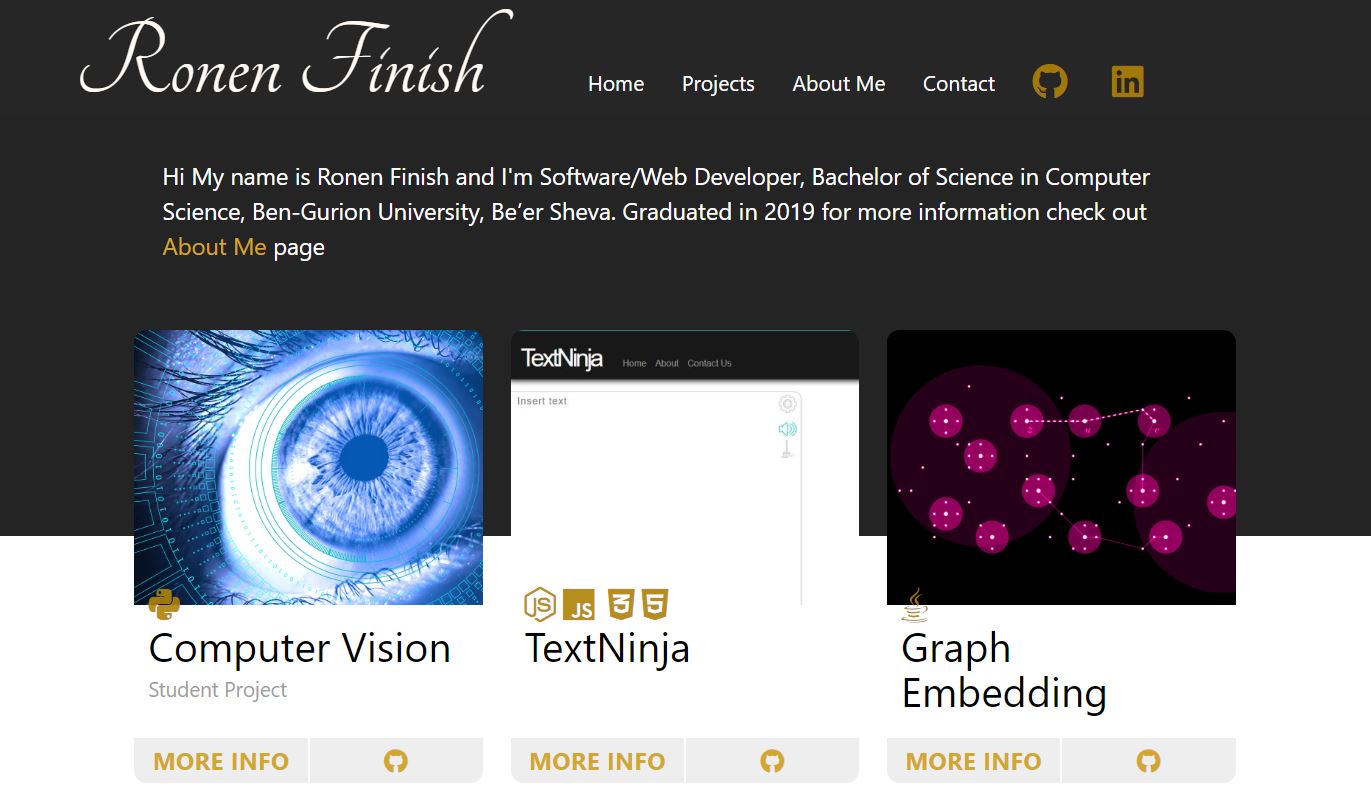 Ronen Finish
Home Projects About Me Contact
Hi My name is Ronen Finish and I'm Software/Web Developer, Bachelor of Science in Computer
Science, Ben-Gurion University, Be’er Sheva. Graduated in 2019 for more information check out
About Me page
TextNinja Home About Contact Us
Insert text
JS
Computer Vision
Student Project
TextNinja
Graph
Embedding
MORE INFO
MORE INFO
MORE INFO